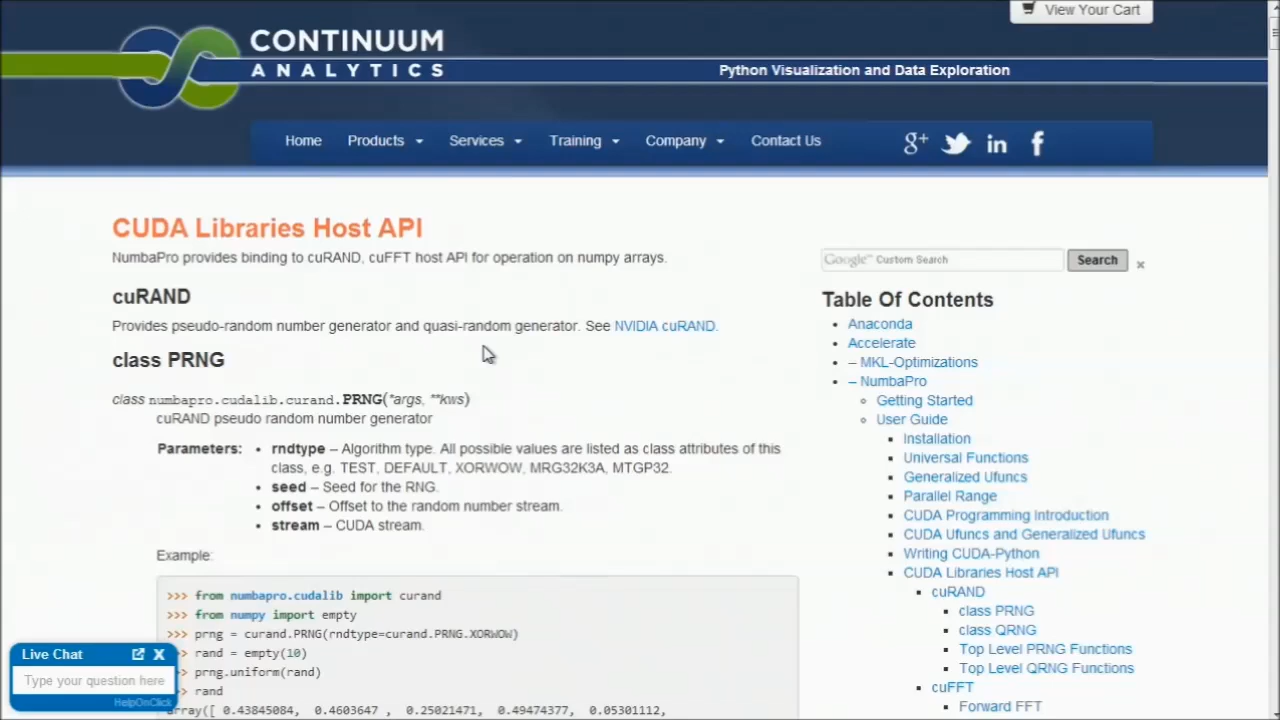 View Your Cart
CONTINUUM
ANALYTICS
Python Visualization and Data Exploration
Home Products Services Training Company Contact Us
CUDA Libraries Host API
NumbaPro provides binding to cuRAND, cuFFT host API for operation on numpy arrays.
cuRAND
Provides pseudo-random number generator and quasi-random generator. See NVIDIA cuRAND.
class PRNG
class numbapro.cudalib.curand.PRNG(*args, **kws)
cuRAND pseudo random number generator
Parameters: • rndtype – Algorithm type. All possible values are listed as class attributes of this
class, e.g. TEST, DEFAULT, XORWOW, MRG32K3A, MTGP32.
• seed – Seed for the RNG.
• offset – Offset to the random number stream.
• stream – CUDA stream.
Example:
>>> from numbapro.cudalib import curand
>>> from numpy import empty
>>> prng = curand.PRNG(rndtype=curand.PRNG.XORWOW)
>>> rand = empty(10)
>>> prng.uniform(rand)
>>> rand
array([ 0.43845084, 0.4603647 , 0.25021471, 0.49474377, 0.05301112,
Google™ Custom Search
Search
Table Of Contents
Anaconda
Accelerate
– MKL-Optimizations
– NumbaPro
Getting Started
User Guide
Installation
Universal Functions
Generalized Ufuncs
Parallel Range
CUDA Programming Introduction
CUDA Ufuncs and Generalized Ufuncs
Writing CUDA-Python
CUDA Libraries Host API
cuRAND
class PRNG
class QRNG
Top Level PRNG Functions
Top Level QRNG Functions
cuFFT
Forward FFT
Live Chat
Type your question here
HelpOnClick